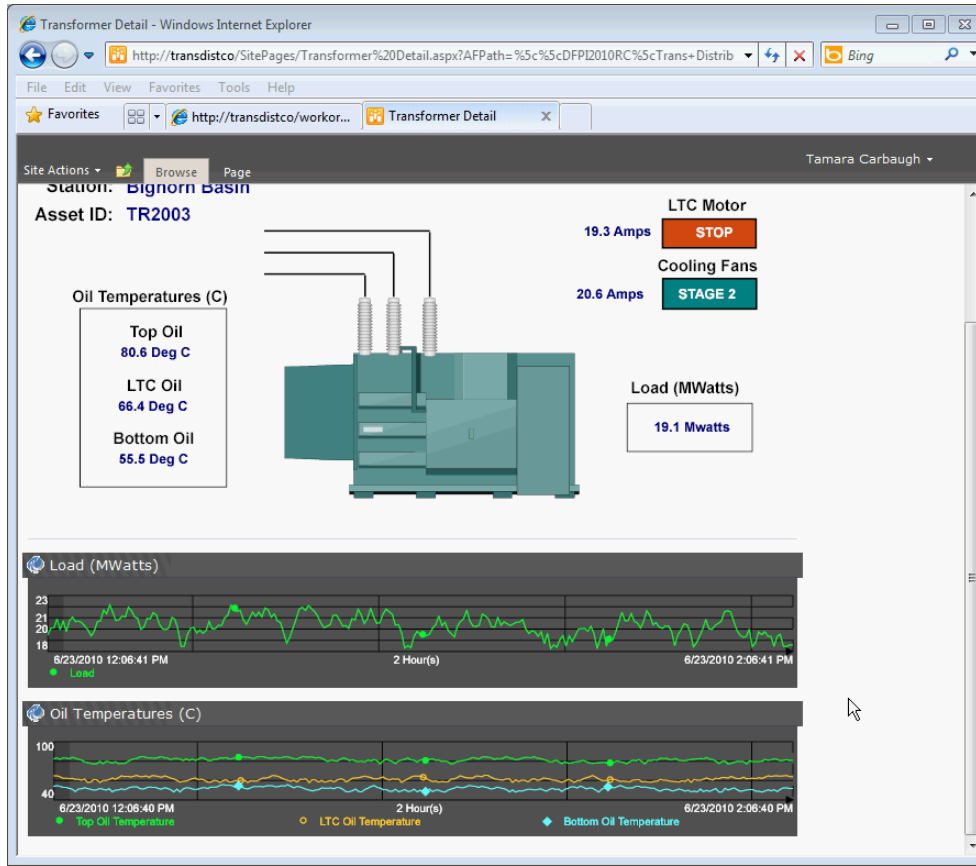 Transformer Detail - Windows Internet Explorer
http://transdistco/SitePages/Transformer%20Detail.aspx?AFPath=%5c%5cDFPI2010RC%5cTrans+Distrib
Bing
File Edit View Favorites Tools Help
Favorites
http://transdistco/workor...
Transformer Detail
X
Tamara Carbaugh
Site Actions
Browse
Page
Station: Bighorn Basin
Asset ID: TR2003
LTC Motor
19.3 Amps
STOP
Cooling Fans
20.6 Amps
STAGE 2
Oil Temperatures (C)
Top Oil
80.6 Deg C
LTC Oil
66.4 Deg C
Bottom Oil
55.5 Deg C
Load (MWatts)
19.1 Mwatts
Load (MWatts)
23
21
20
18
6/23/2010 12:06:41 PM
2 Hour(s)
6/23/2010 2:06:41 PM
Load
Oil Temperatures (C)
100
40
6/23/2010 12:06:40 PM
2 Hour(s)
6/23/2010 2:06:40 PM
Top Oil Temperature
LTC Oil Temperature
Bottom Oil Temperature